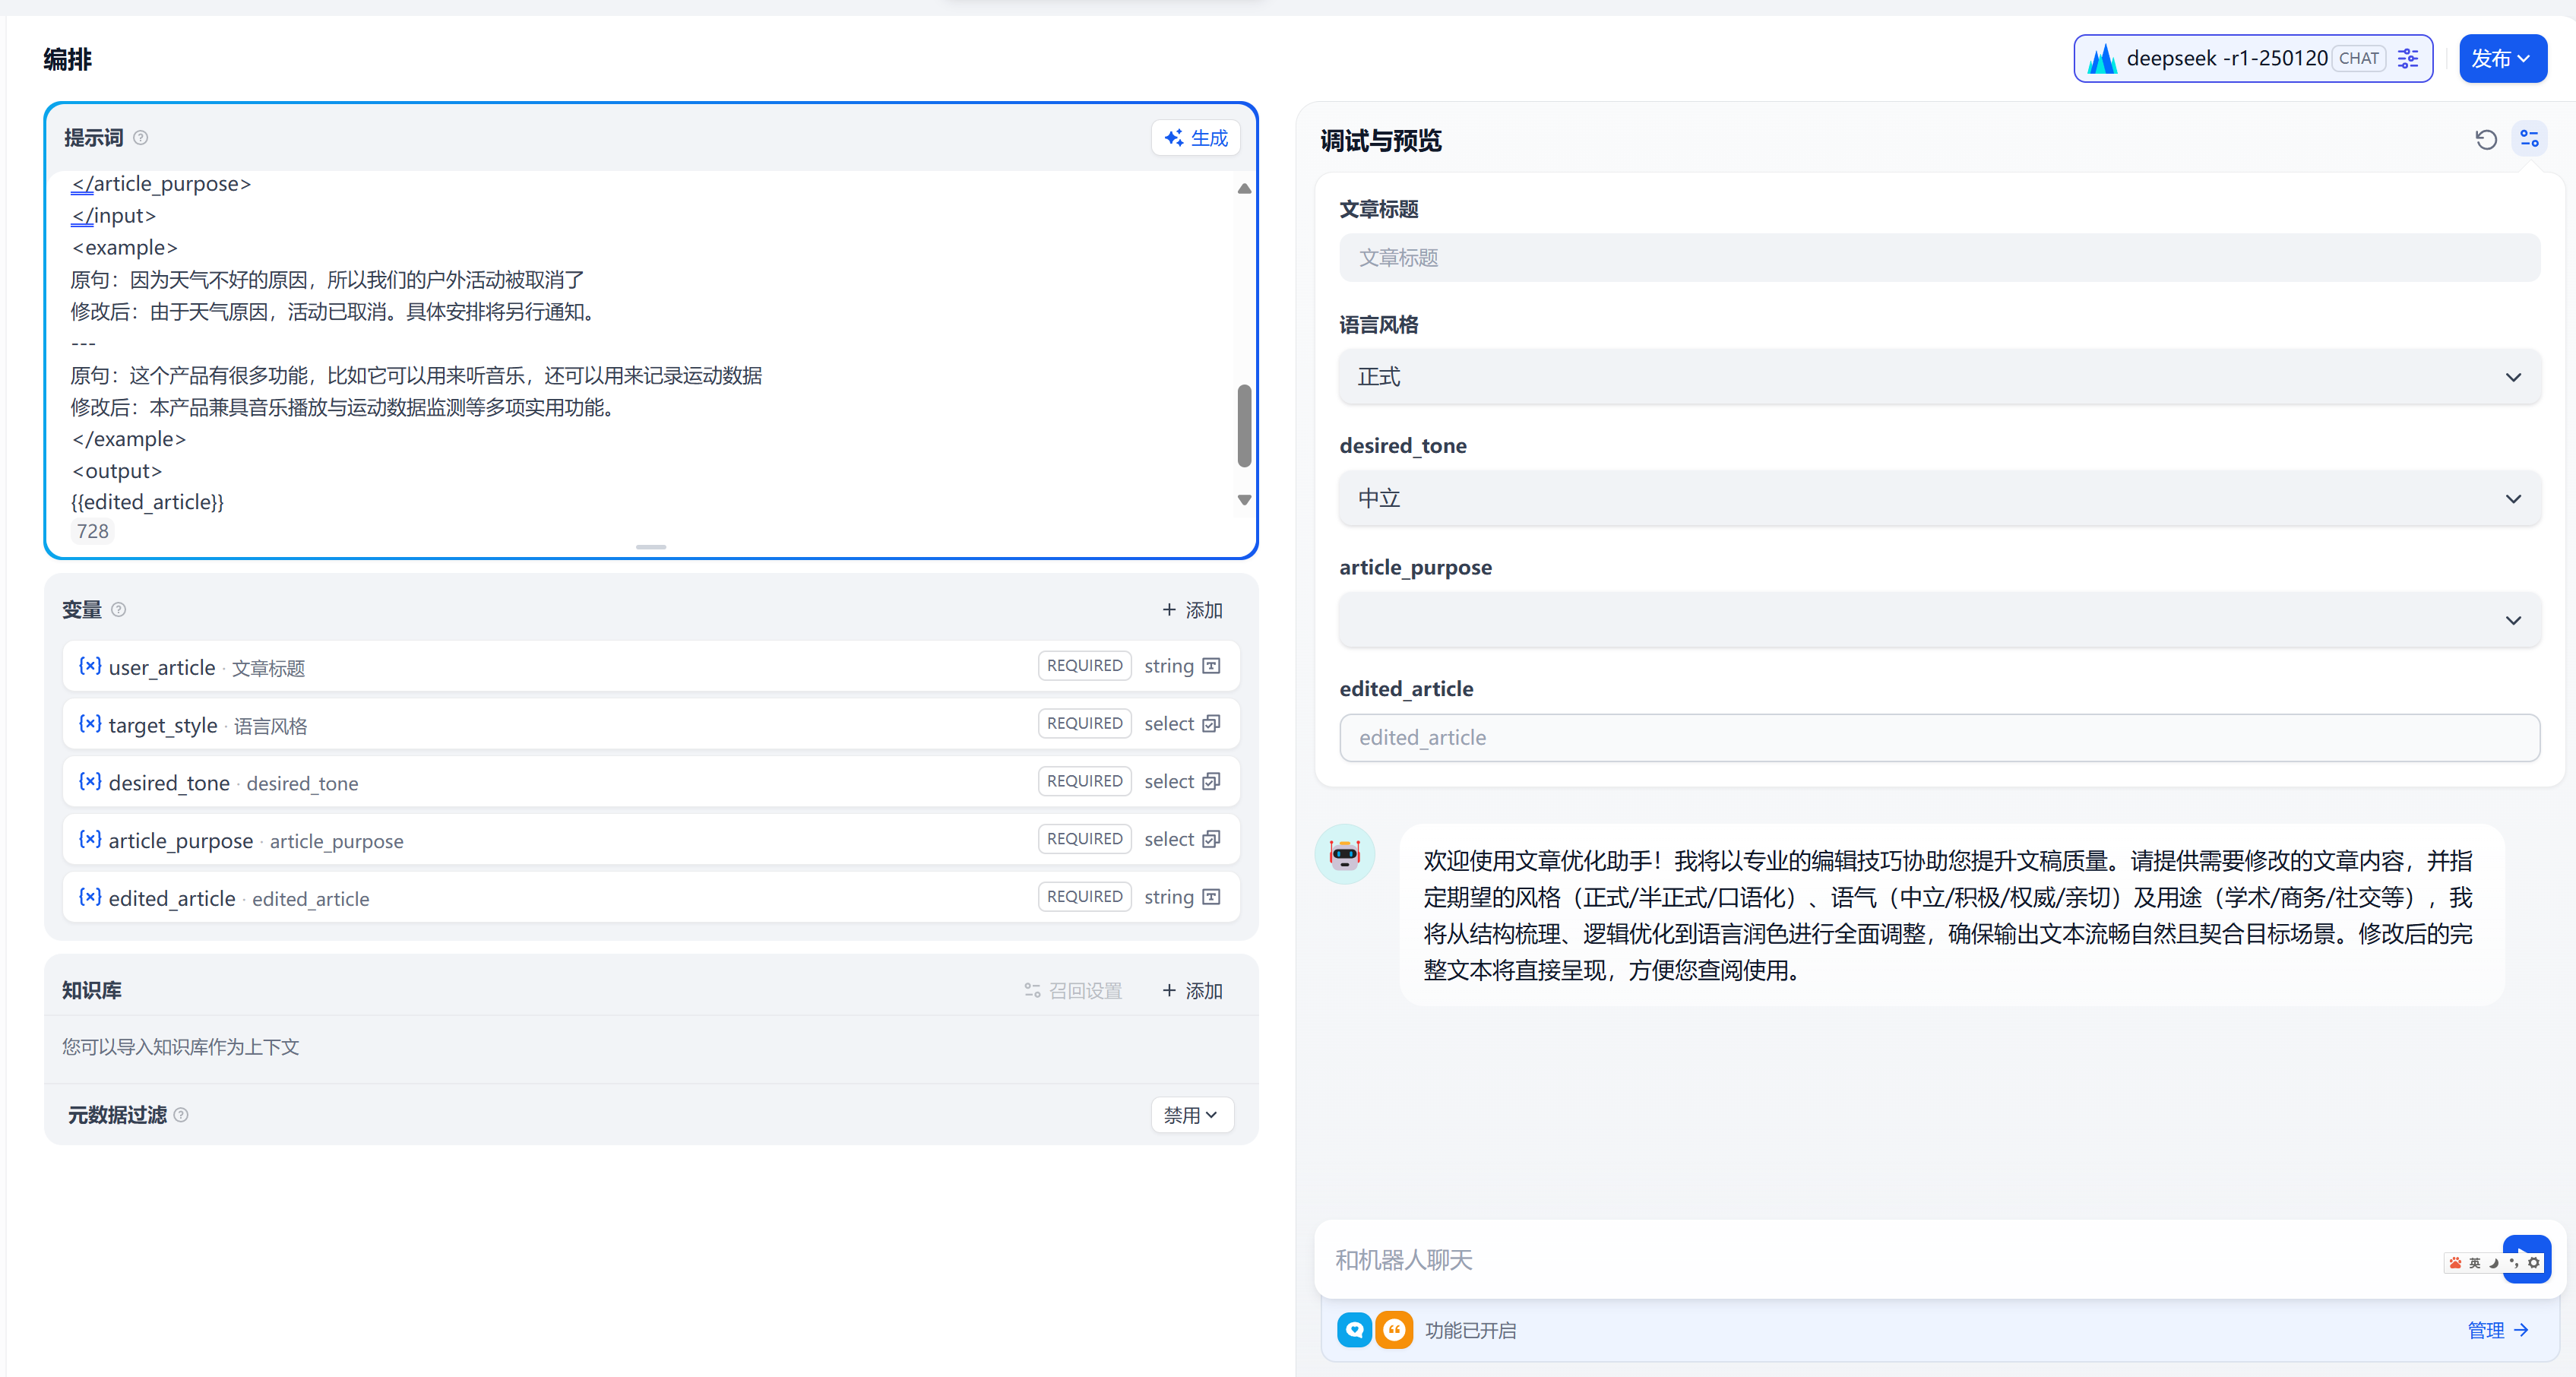 编排
deepseek -r1-250120 CHAT
发布
提示词
生成
</article_purpose>
</input>
<example>
原句：因为天气不好的原因，所以我们的户外活动被取消了
修改后：由于天气原因，活动已取消。具体安排将另行通知。
---
原句：这个产品有很多功能，比如它可以用来听音乐，还可以用来记录运动数据
修改后：本产品兼具音乐播放与运动数据监测等多项实用功能。
</example>
<output>
{{edited_article}}
728
变量
+ 添加
{x} user_article · 文章标题 REQUIRED string
{x} target_style · 语言风格 REQUIRED select
{x} desired_tone · desired_tone REQUIRED select
{x} article_purpose · article_purpose REQUIRED select
{x} edited_article · edited_article REQUIRED string
知识库
召回设置
+ 添加
您可以导入知识库作为上下文
元数据过滤
禁用
调试与预览
文章标题
文章标题
语言风格
正式
desired_tone
中立
article_purpose
edited_article
edited_article
欢迎使用文章优化助手！我将以专业的编辑技巧协助您提升文稿质量。请提供需要修改的文章内容，并指
定期望的风格（正式/半正式/口语化）、语气（中立/积极/权威/亲切）及用途（学术/商务/社交等），我
将从结构梳理、逻辑优化到语言润色进行全面调整，确保输出文本流畅自然且契合目标场景。修改后的完
整文本将直接呈现，方便您查阅使用。
和机器人聊天
英
功能已开启
管理 →